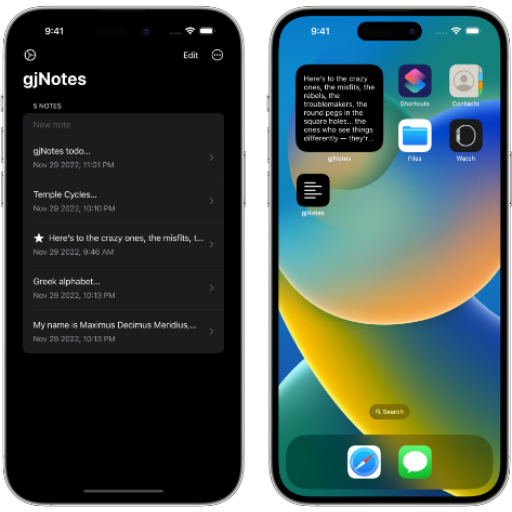 9:41
Edit
gjNotes
5 NOTES
New note
gjNotes todo...
Nov 29 2022, 11:01 PM
Temple Cycles...
Nov 29 2022, 10:10 PM
Here's to the crazy ones, the misfits, t...
Nov 29 2022, 9:46 AM
Greek alphabet...
Nov 29 2022, 10:13 PM
My name is Maximus Decimus Meridius,...
Nov 29 2022, 10:13 PM
9:41
Here's to the crazy
ones, the misfits, the
rebels, the
troublemakers, the
round pegs in the
square holes... the
ones who see things
differently — they'r...
gjNotes
Shortcuts
Contacts
Files
Watch
gjNotes
Search